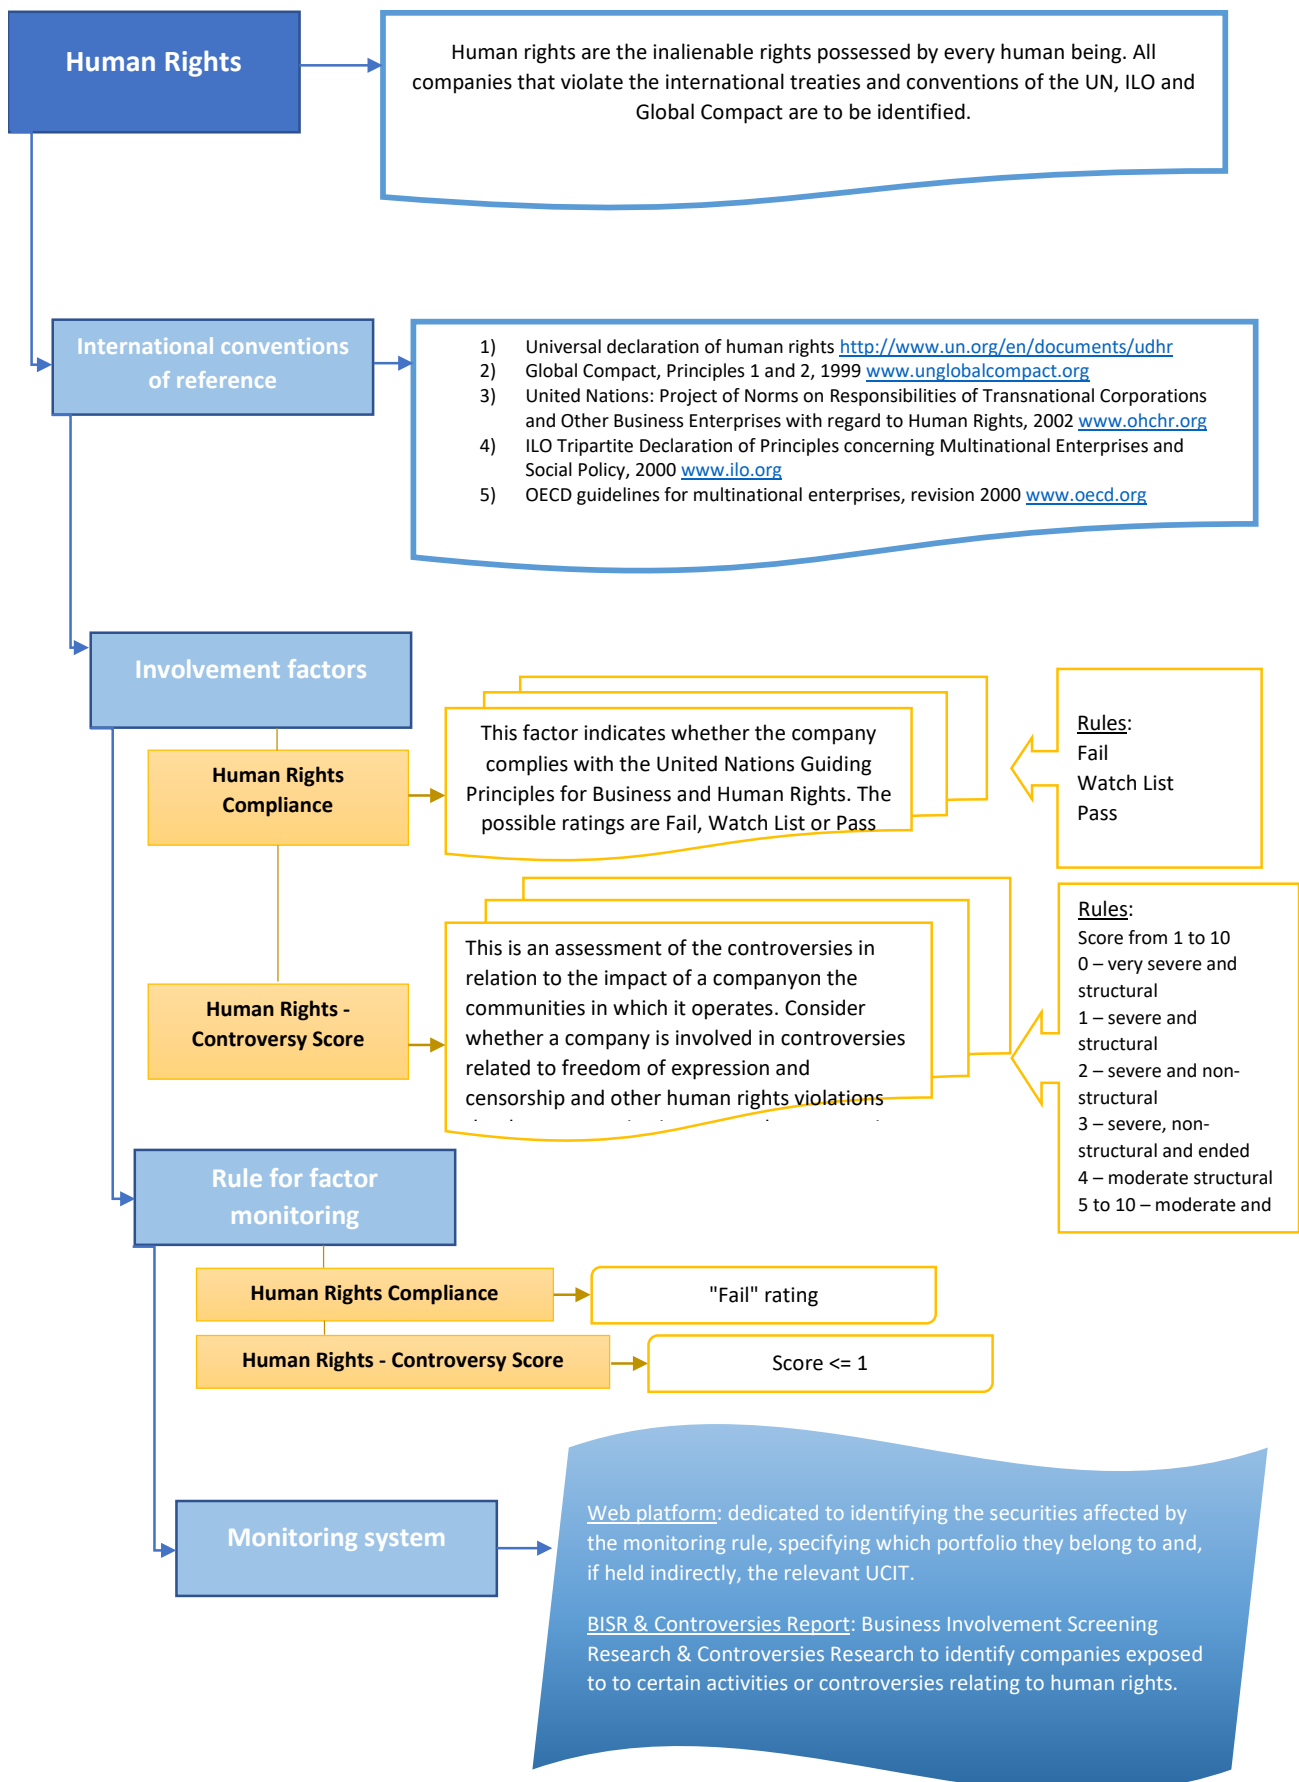 Human Rights
Human rights are the inalienable rights possessed by every human being. All
companies that violate the international treaties and conventions of the UN, ILO and
Global Compact are to be identified.
International conventions
of reference
1) Universal declaration of human rights http://www.un.org/en/documents/udhr
2) Global Compact, Principles 1 and 2, 1999 www.unglobalcompact.org
3) United Nations: Project of Norms on Responsibilities of Transnational Corporations
and Other Business Enterprises with regard to Human Rights, 2002 www.ohchr.org
4) ILO Tripartite Declaration of Principles concerning Multinational Enterprises and
Social Policy, 2000 www.ilo.org
5) OECD guidelines for multinational enterprises, revision 2000 www.oecd.org
Involvement factors
Human Rights
Compliance
This factor indicates whether the company
complies with the United Nations Guiding
Principles for Business and Human Rights. The
possible ratings are Fail, Watch List or Pass
Rules:
Fail
Watch List
Pass
Human Rights -
Controversy Score
This is an assessment of the controversies in
relation to the impact of a companyon the
communities in which it operates. Consider
whether a company is involved in controversies
related to freedom of expression and
censorship and other human rights violations
Rules:
Score from 1 to 10
0 – very severe and
structural
1 – severe and
structural
2 – severe and non-
structural
3 – severe, non-
structural and ended
4 – moderate structural
5 to 10 – moderate and
Rule for factor
monitoring
Human Rights Compliance
"Fail" rating
Human Rights - Controversy Score
Score <= 1
Monitoring system
Web platform: dedicated to identifying the securities affected by
the monitoring rule, specifying which portfolio they belong to and,
if held indirectly, the relevant UCIT.
BISR & Controversies Report: Business Involvement Screening
Research & Controversies Research to identify companies exposed
to to certain activities or controversies relating to human rights.